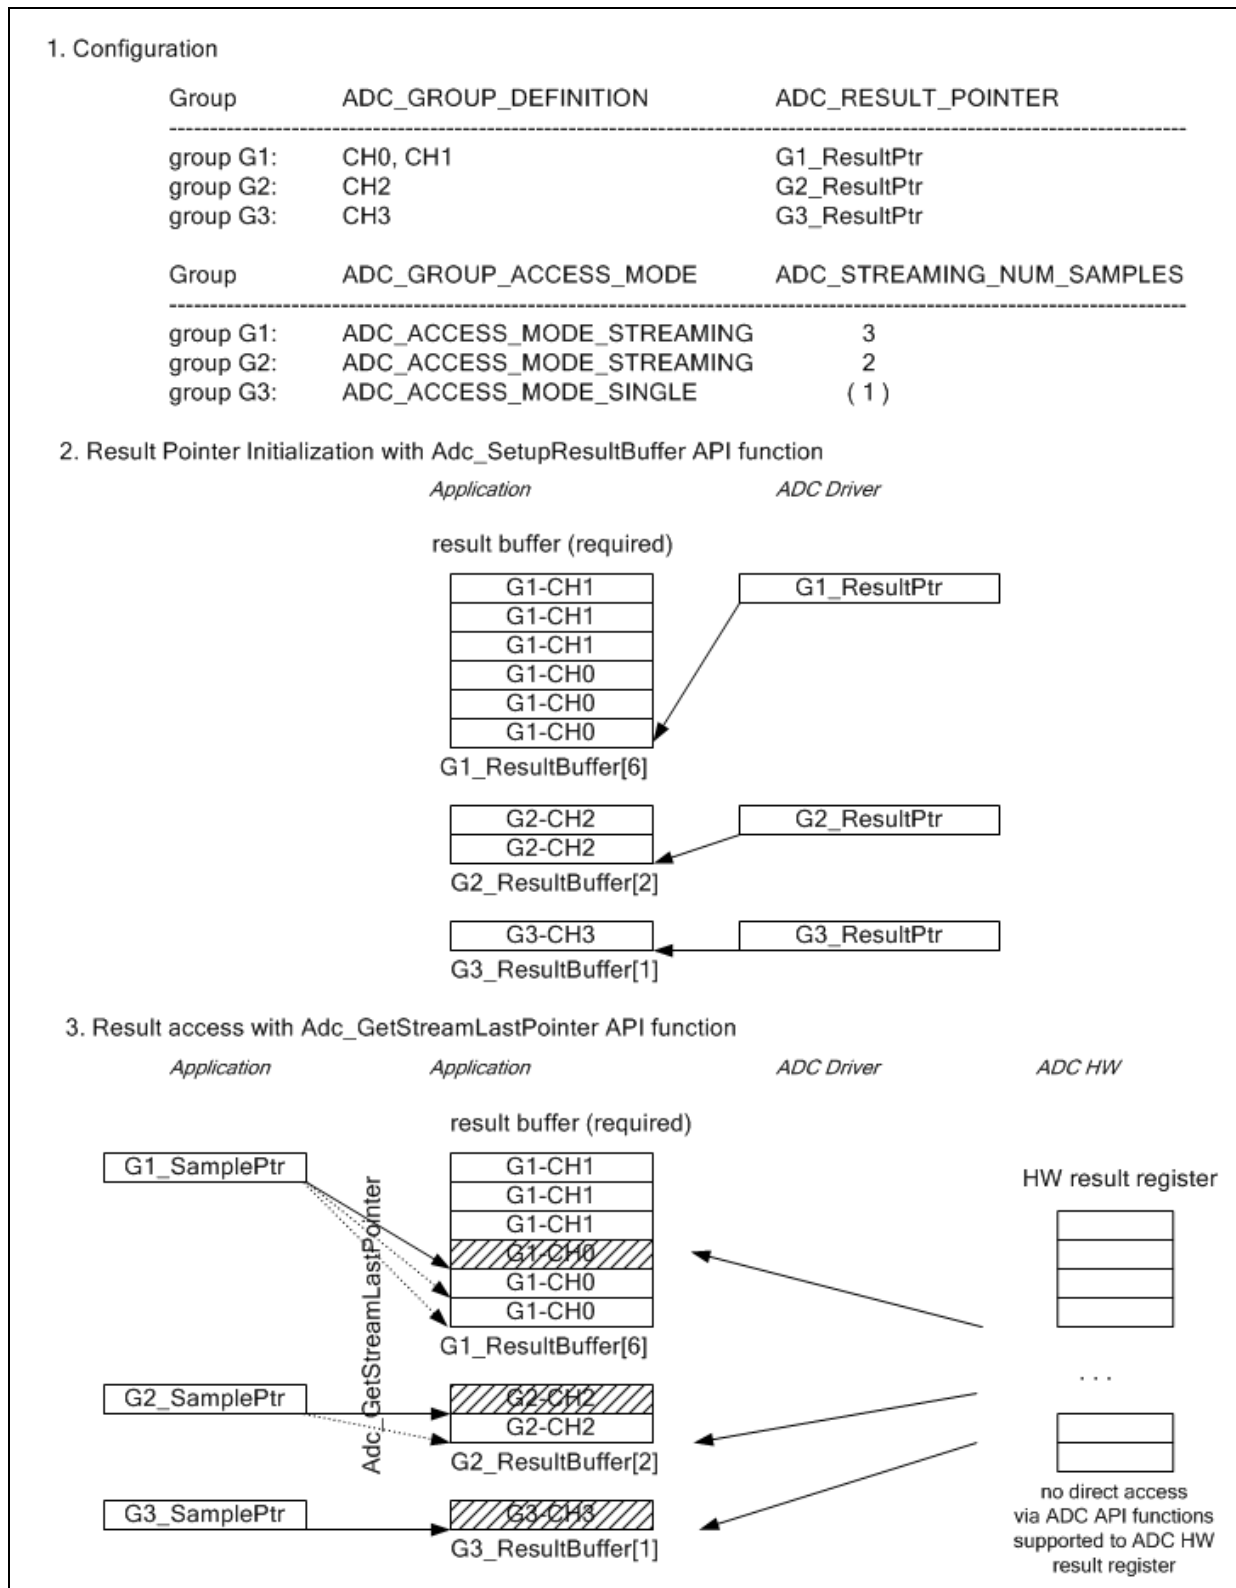 1. Configuration
Group ADC_GROUP_DEFINITION ADC_RESULT_POINTER
group G1: CH0, CH1 G1_ResultPtr
group G2: CH2 G2_ResultPtr
group G3: CH3 G3_ResultPtr
Group ADC_GROUP_ACCESS_MODE ADC_STREAMING_NUM_SAMPLES
group G1: ADC_ACCESS_MODE_STREAMING 3
group G2: ADC_ACCESS_MODE_STREAMING 2
group G3: ADC_ACCESS_MODE_SINGLE ( 1 )
2. Result Pointer Initialization with Adc_SetupResultBuffer API function
Application ADC Driver
result buffer (required)
G1-CH1 G1_ResultPtr
G1-CH1
G1-CH1
G1-CH0
G1-CH0
G1-CH0
G1_ResultBuffer[6]
G2-CH2 G2_ResultPtr
G2-CH2
G2_ResultBuffer[2]
G3-CH3 G3_ResultPtr
G3_ResultBuffer[1]
3. Result access with Adc_GetStreamLastPointer API function
Application Application ADC Driver ADC HW
result buffer (required)
G1_SamplePtr G1-CH1
G1-CH1
G1-CH1
G1-CH0
G1-CH0
G1-CH0
G1_ResultBuffer[6]
HW result register
Adc_GetStreamLastPointer
. . .
G2_SamplePtr G2-CH2
G2-CH2
G2_ResultBuffer[2]
G3_SamplePtr G3-CH3
G3_ResultBuffer[1]
no direct access
via ADC API functions
supported to ADC HW
result register